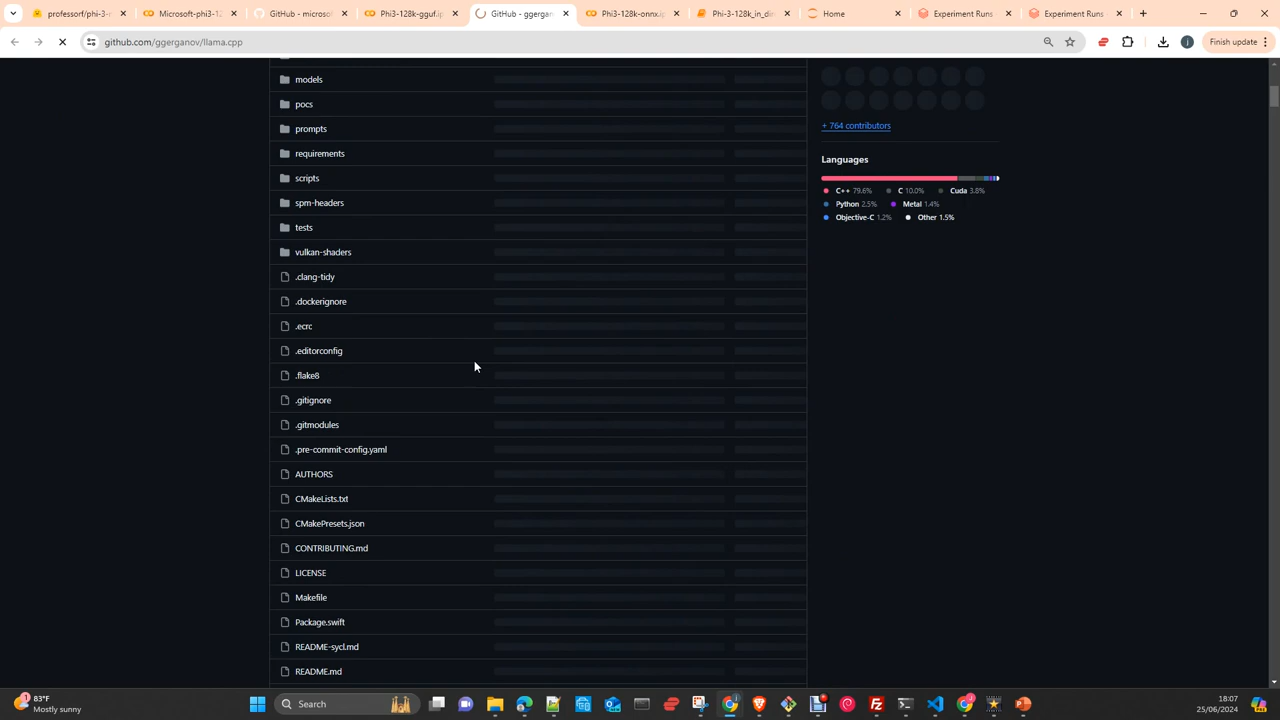 professorf/phi-3-m
Microsoft-phi3-12
GitHub - microsof
Phi3-128k-gguf.ip
GitHub - ggergan
Phi3-128k-onnx.ip
Phi-3-128k_in_di
Home
Experiment Runs
Experiment Runs
github.com/ggerganov/llama.cpp
Finish update
models
pocs
prompts
requirements
scripts
spm-headers
tests
vulkan-shaders
.clang-tidy
.dockerignore
.ecrc
.editorconfig
.flake8
.gitignore
.gitmodules
.pre-commit-config.yaml
AUTHORS
CMakeLists.txt
CMakePresets.json
CONTRIBUTING.md
LICENSE
Makefile
Package.swift
README-sycl.md
README.md
+ 764 contributors
Languages
C++ 79.6%
C 10.0%
Cuda 3.8%
Python 2.5%
Metal 1.4%
Objective-C 1.2%
Other 1.5%
1
83°F
Mostly sunny
Search
18:07
25/06/2024